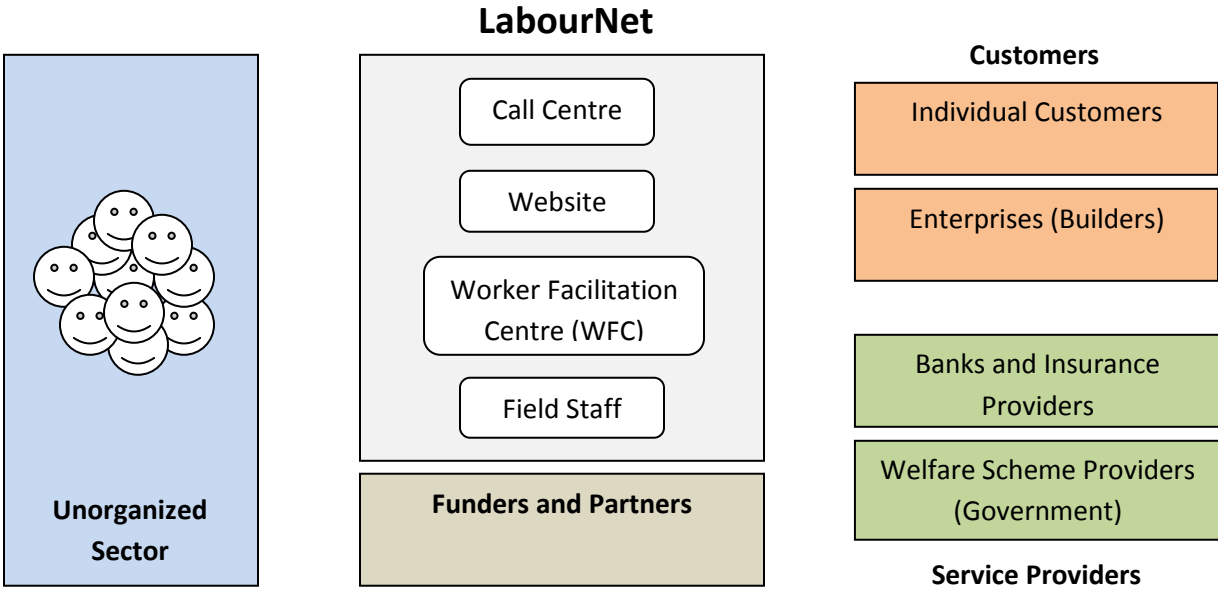 LabourNet
Call Centre
Website
Worker Facilitation
Centre (WFC)
Field Staff
Funders and Partners
Unorganized
Sector
Customers
Individual Customers
Enterprises (Builders)
Banks and Insurance
Providers
Welfare Scheme Providers
(Government)
Service Providers